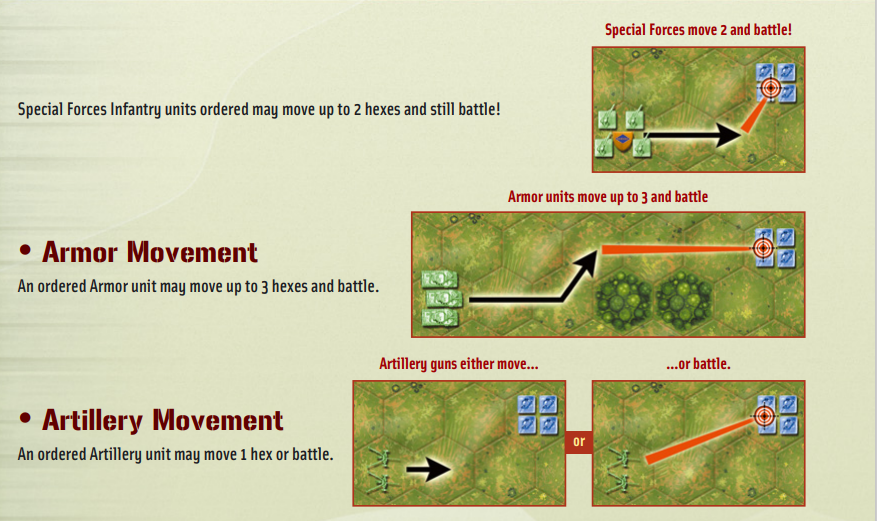 Special Forces move 2 and battle!
Special Forces Infantry units ordered may move up to 2 hexes and still battle!
Armor units move up to 3 and battle
• Armor Movement
An ordered Armor unit may move up to 3 hexes and battle.
Artillery guns either move...
...or battle.
• Artillery Movement
or
An ordered Artillery unit may move 1 hex or battle.